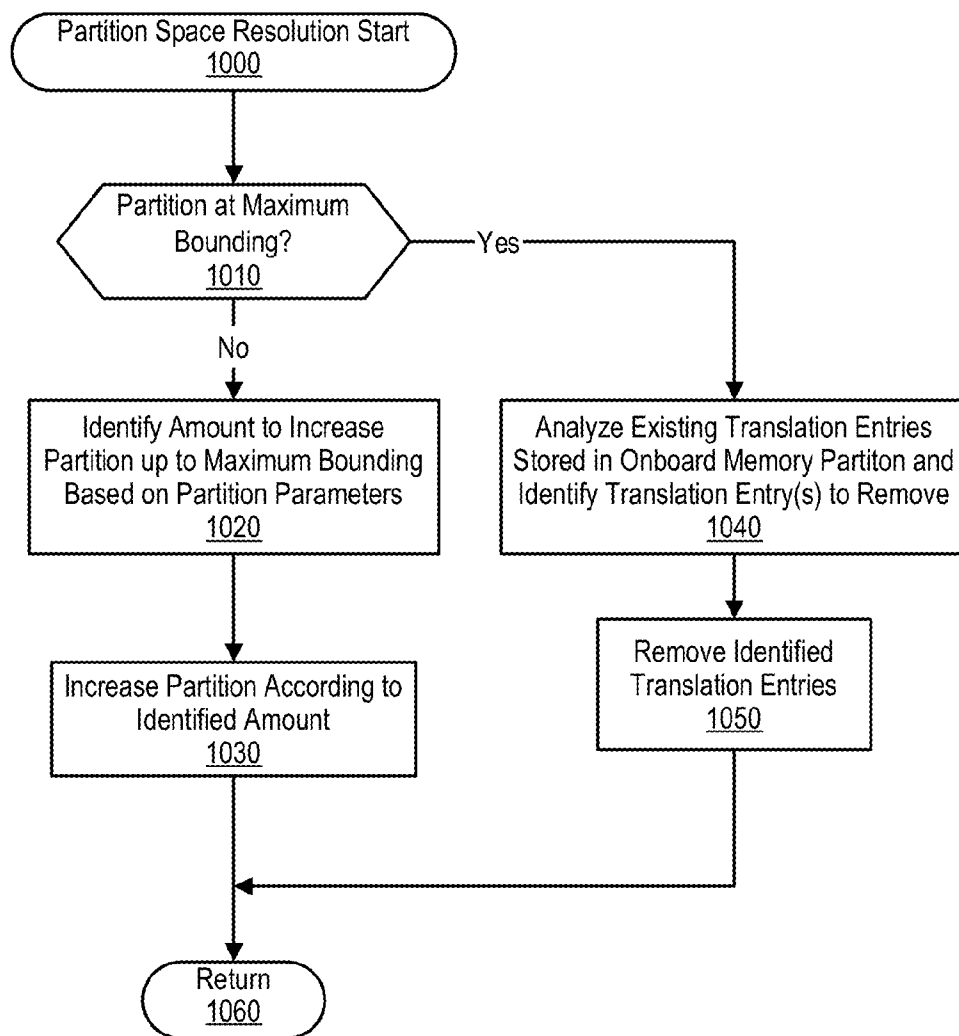 Partition Space Resolution Start
1000
Partition at Maximum
Bounding?
1010
Yes
No
Identify Amount to Increase
Partition up to Maximum Bounding
Based on Partition Parameters
1020
Analyze Existing Translation Entries
Stored in Onboard Memory Partiton and
Identify Translation Entry(s) to Remove
1040
Increase Partition According to
Identified Amount
1030
Remove Identified
Translation Entries
1050
Return
1060